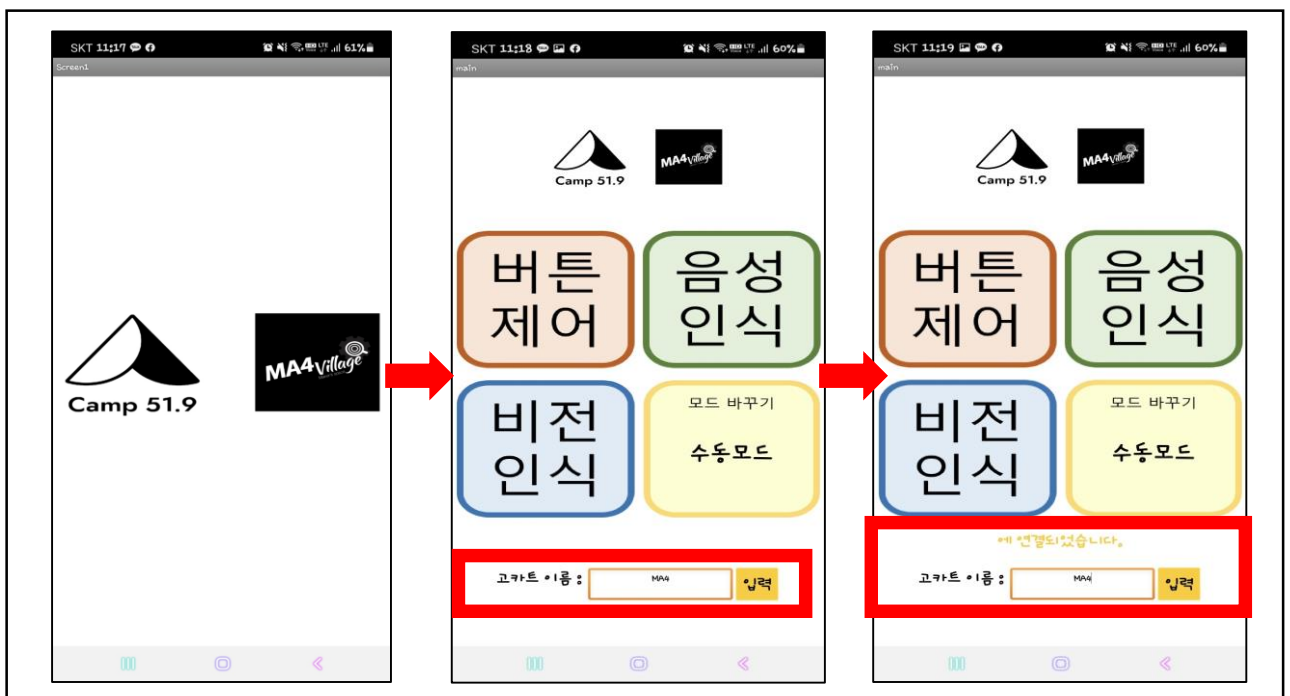 SKT 11:17
61%
Screen1
Camp 51.9
MA4Village
SKT 11:18
60%
main
Camp 51.9
MA4Village
버튼
제어
음성
인식
비전
인식
모드 바꾸기
수동모드
고카트 이름 :
MA4
입력
SKT 11:19
60%
main
Camp 51.9
MA4Village
버튼
제어
음성
인식
비전
인식
모드 바꾸기
수동모드
에 연결되었습니다.
고카트 이름 :
MA4
입력